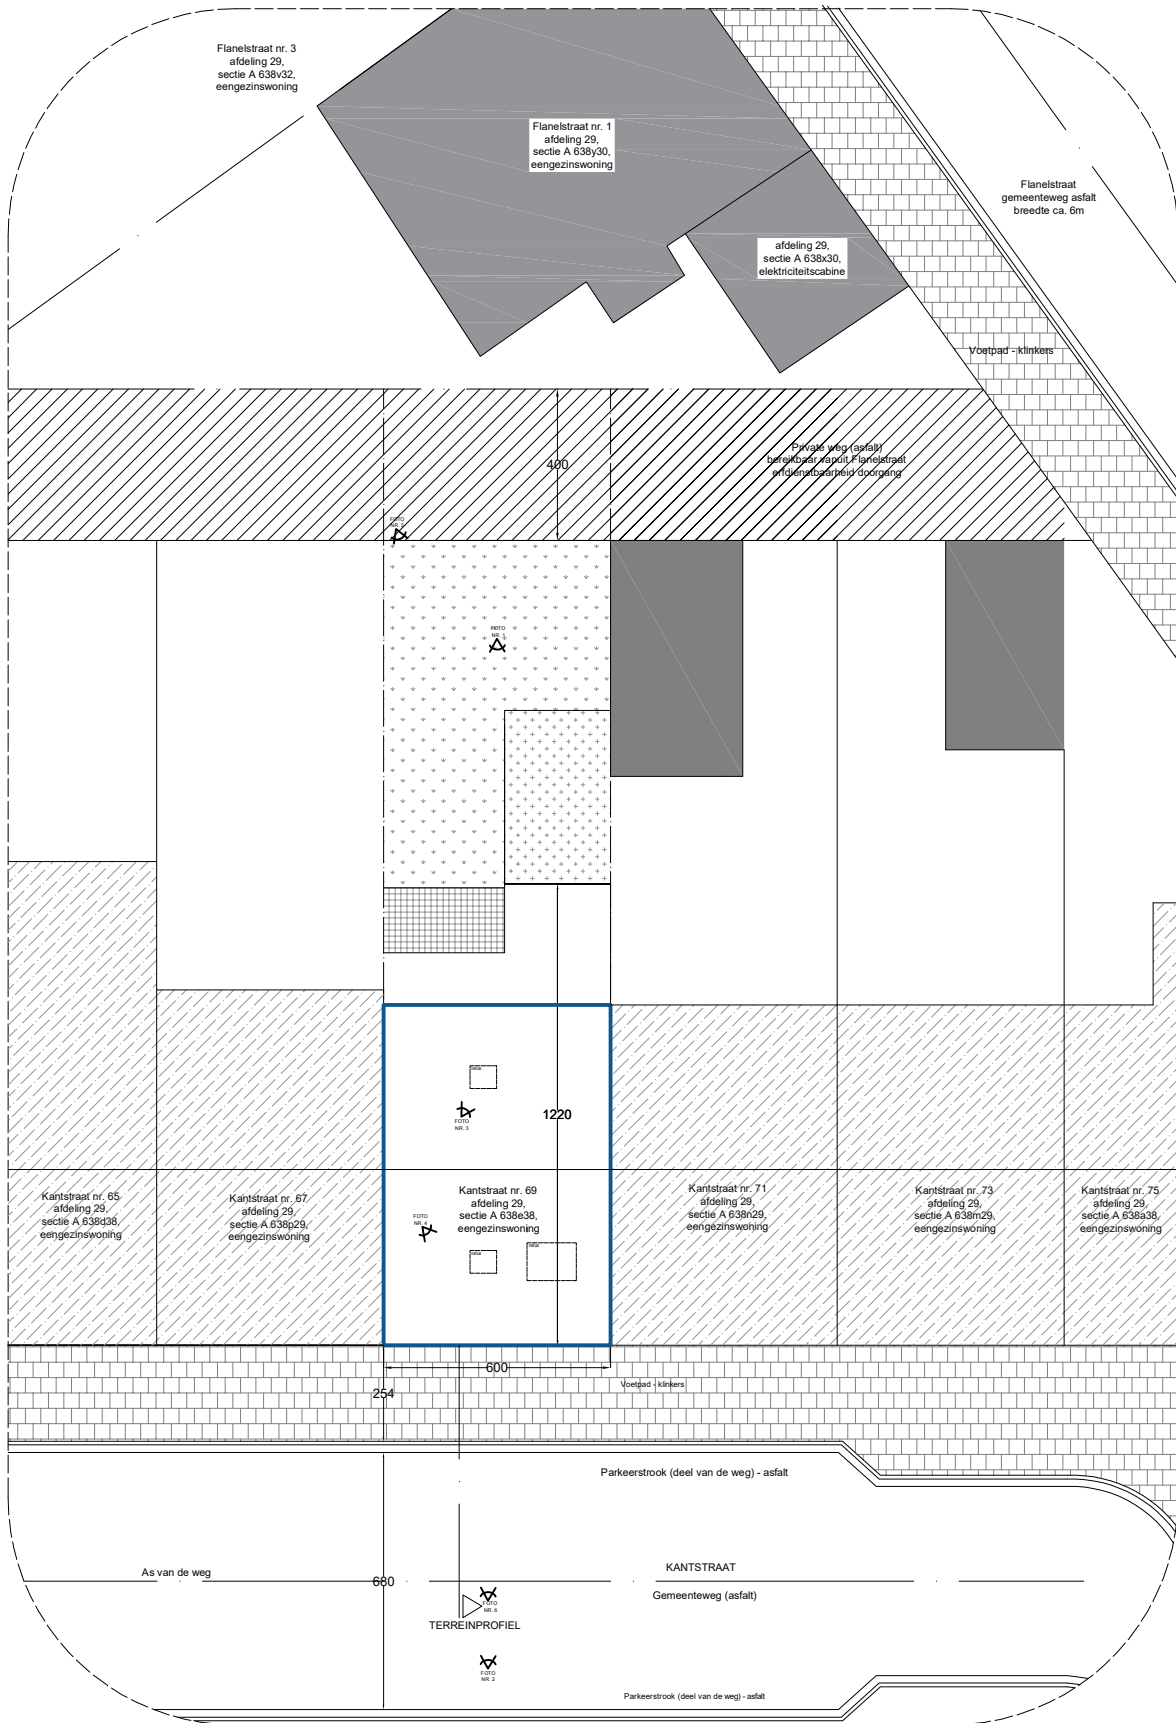 Flanelstraat nr. 3
afdeling 29,
sectie A 638v32,
eengezinswoning
Flanelstraat nr. 1
afdeling 29,
sectie A 638y30,
eengezinswoning
Flanelstraat
gemeenteweg asfalt
breedte ca. 6m
afdeling 29,
sectie A 638x30,
elektriciteitscabine
Voetpad - klinkers
Private weg (asfalt)
bereikbaar vanuit Flanelstraat
erfdienstbaarheid doorgang
400
FOTO
NR. 5
FOTO
NR. 1
1220
FOTO
NR. 3
Kantstraat nr. 65
afdeling 29,
sectie A 638d38,
eengezinswoning
Kantstraat nr. 67
afdeling 29,
sectie A 638p29,
eengezinswoning
FOTO
NR. 4
Kantstraat nr. 69
afdeling 29,
sectie A 638e38,
eengezinswoning
Kantstraat nr. 71
afdeling 29,
sectie A 638n29,
eengezinswoning
Kantstraat nr. 73
afdeling 29,
sectie A 638m29,
eengezinswoning
Kantstraat nr. 75
afdeling 29,
sectie A 638a38,
eengezinswoning
600
254
Voetpad - klinkers
Parkeerstrook (deel van de weg) - asfalt
As van de weg
680
KANTSTRAAT
Gemeenteweg (asfalt)
FOTO
NR. 6
TERREINPROFIEL
FOTO
NR. 2
Parkeerstrook (deel van de weg) - asfalt